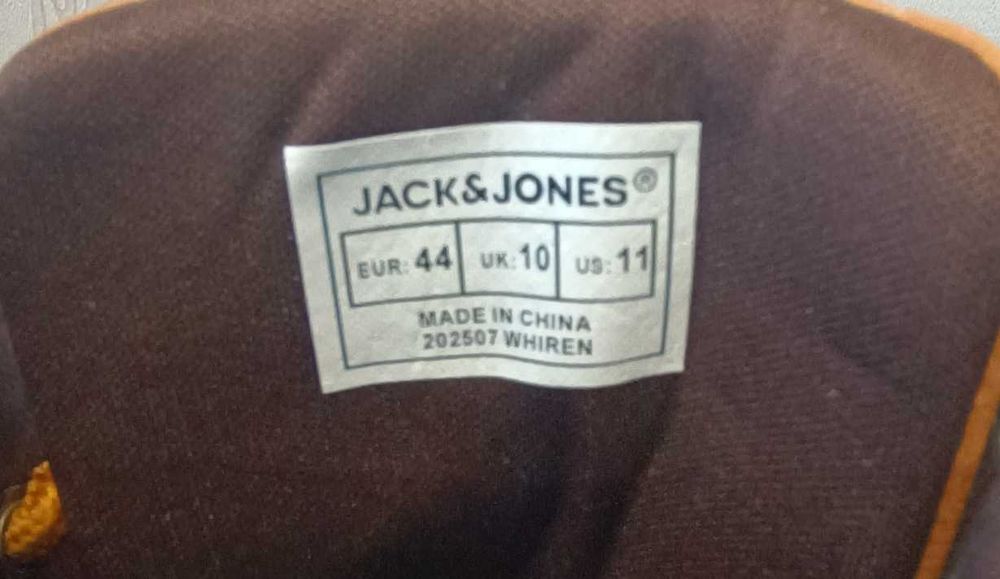 JACK&JONES®
EUR: 44 UK: 10 US: 11
MADE IN CHINA
202507 WHIREN